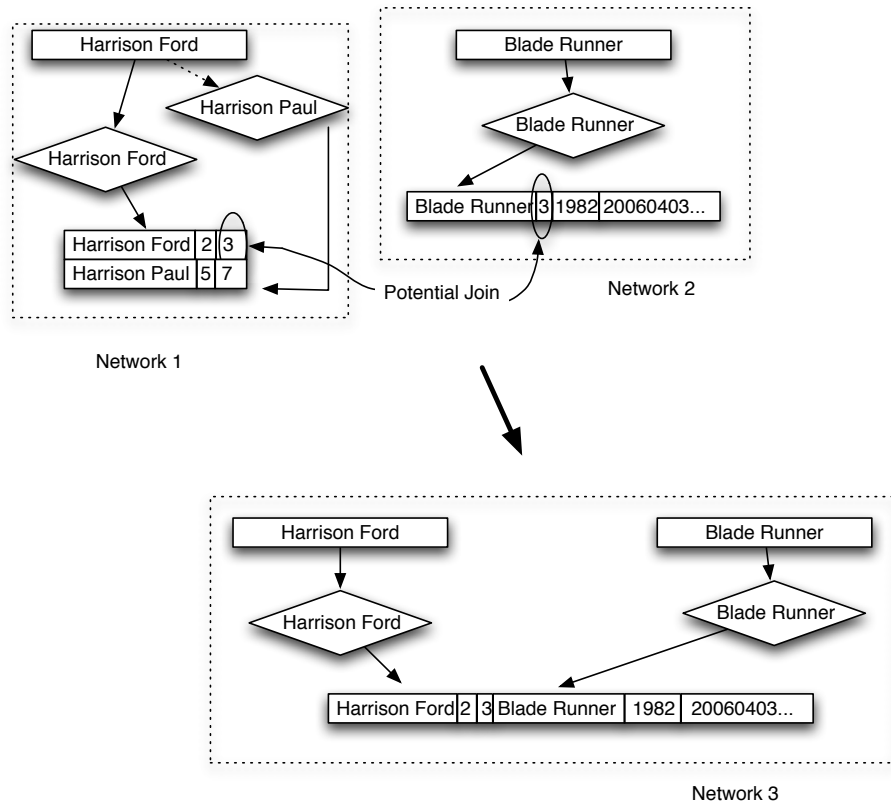 Harrison Ford
Harrison Paul
Harrison Ford
Harrison Ford 2 3
Harrison Paul 5 7
Network 1
Blade Runner
Blade Runner
Blade Runner 3 1982 20060403...
Network 2
Potential Join
Harrison Ford
Blade Runner
Harrison Ford
Blade Runner
Harrison Ford 2 3 Blade Runner 1982 20060403...
Network 3